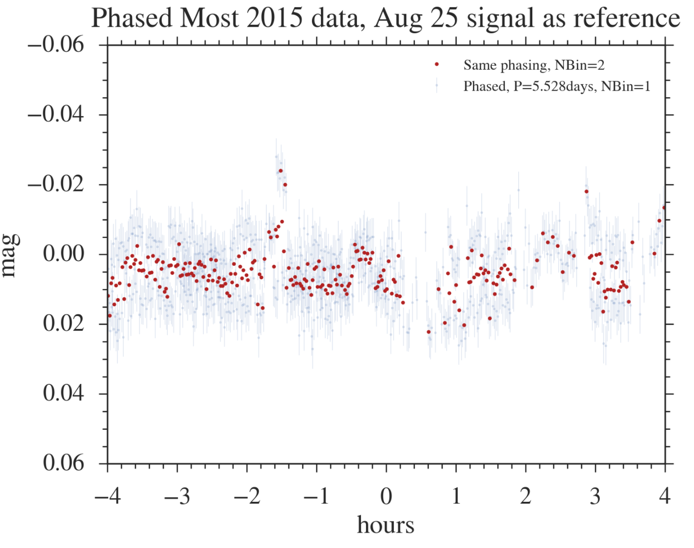 Phased Most 2015 data, Aug 25 signal as reference
−0.06
Same phasing, NBin=2
Phased, P=5.528days, NBin=1
−0.04
−0.02
0.00
mag
0.02
0.04
0.06
−4 −3 −2 −1 0 1 2 3 4
hours